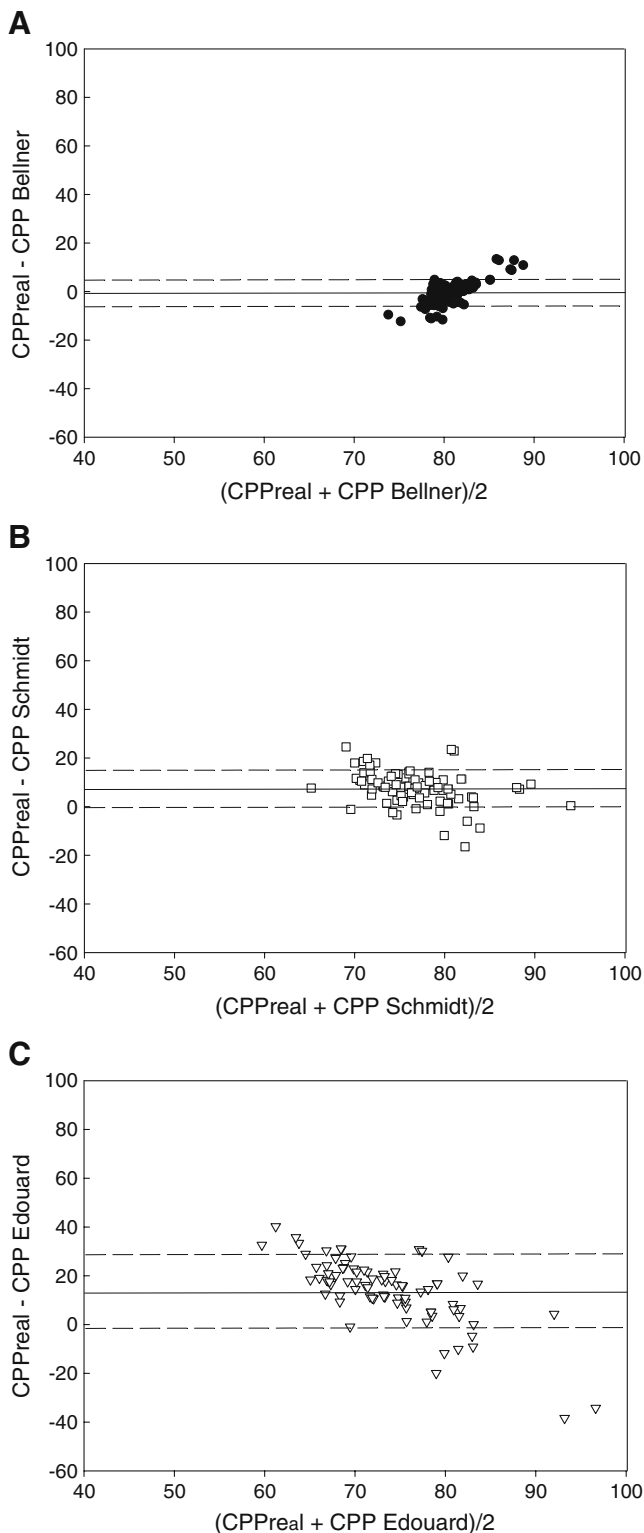 A
100
80
60
40
20
0
-20
-40
-60
CPPreal - CPP Bellner
40 50 60 70 80 90 100
(CPPreal + CPP Bellner)/2
B
100
80
60
40
20
0
-20
-40
-60
CPPreal - CPP Schmidt
40 50 60 70 80 90 100
(CPPreal + CPP Schmidt)/2
C
100
80
60
40
20
0
-20
-40
-60
CPPreal - CPP Edouard
40 50 60 70 80 90 100
(CPPreal + CPP Edouard)/2